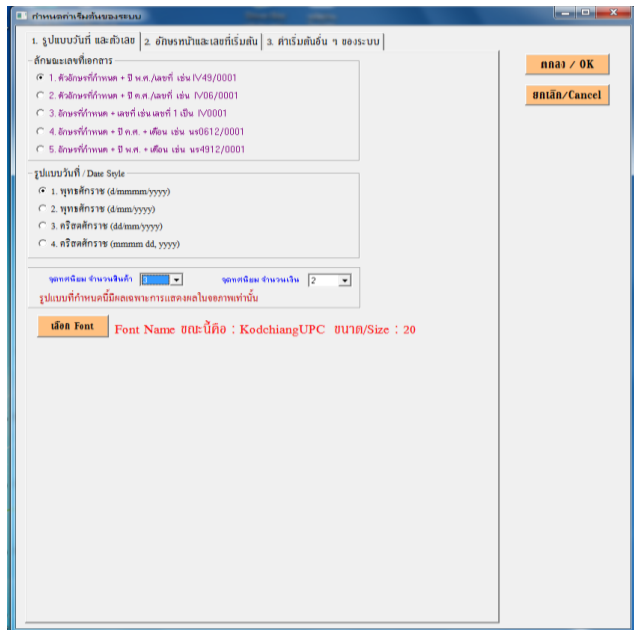 กำหนดค่าเริ่มต้นของระบบ
1. รูปแบบวันที่ และตัวเลข 2. อักษรหน้าและเลขที่เริ่มต้น 3. ค่าเริ่มต้นอื่น ๆ ของระบบ
ลักษณะเลขที่เอกสาร
1. ตัวอักษรที่กำหนด + ปี พ.ศ./เลขที่ เช่น IV49/0001
2. ตัวอักษรที่กำหนด + ปี ค.ศ./เลขที่ เช่น IV06/0001
3. อักษรที่กำหนด + เลขที่ เช่น เลขที่ 1 เป็น IV0001
4. อักษรที่กำหนด + ปี ค.ศ. + เดือน เช่น นร0612/0001
5. อักษรที่กำหนด + ปี พ.ศ. + เดือน เช่น นร4912/0001
ตกลง / OK
ยกเลิก/Cancel
รูปแบบวันที่ / Date Style
1. พุทธศักราช (d/mmmm/yyyy)
2. พุทธศักราช (d/mm/yyyy)
3. คริสตศักราช (dd/mm/yyyy)
4. คริสตศักราช (mmmm dd, yyyy)
จุดทศนิยม จำนวนสินค้า จุดทศนิยม จำนวนเงิน 2
รูปแบบที่กำหนดนี้มีผลเฉพาะการแสดงผลในจอภาพเท่านั้น
เลือก Font Font Name ขณะนี้คือ : KodchiangUPC ขนาด/Size : 20